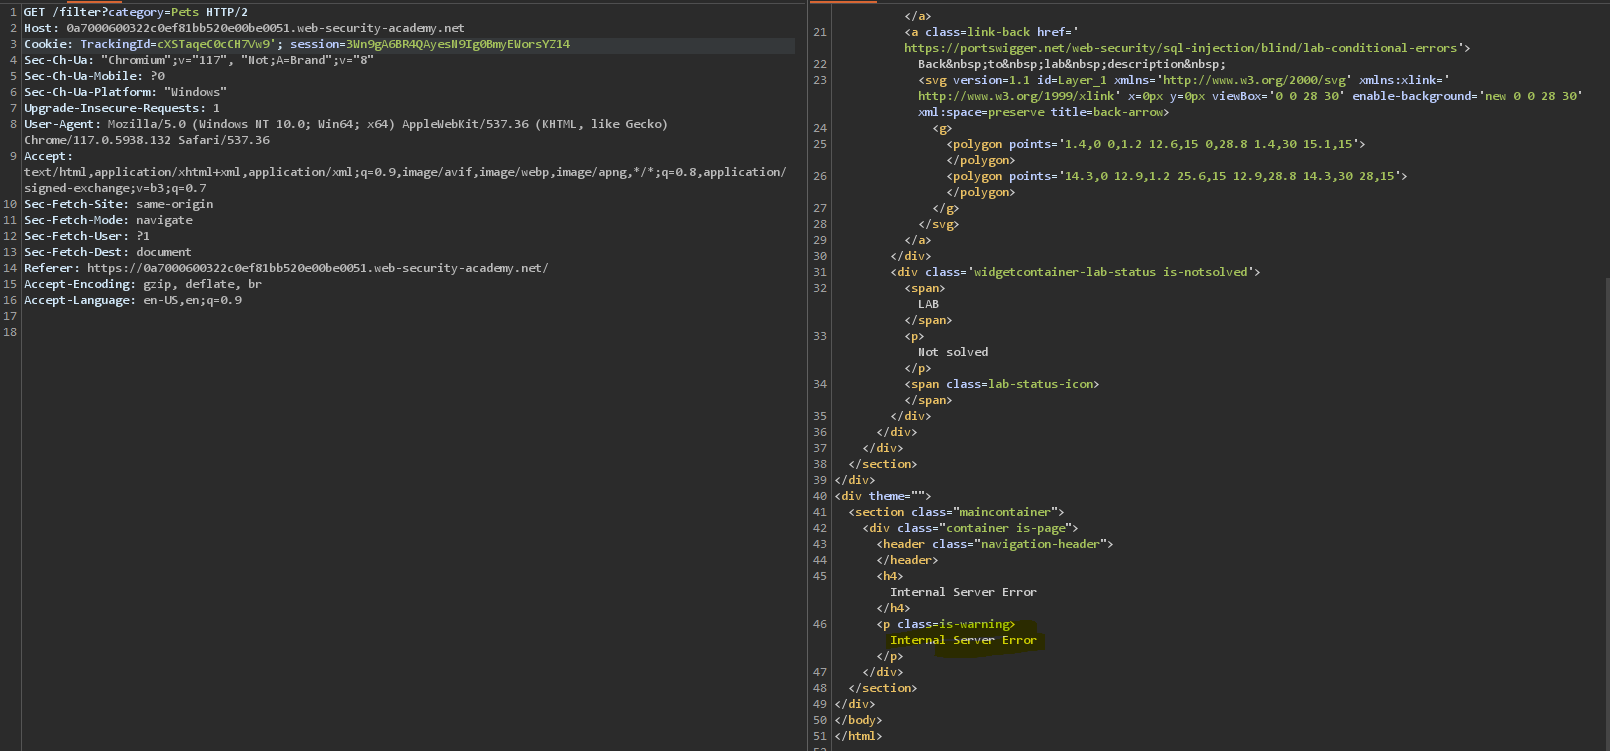 1 GET /filter?category=Pets HTTP/2
2 Host: 0a7000600322c0ef81bb520e00be0051.web-security-academy.net
3 Cookie: TrackingId=cXSTaqeC0cCH7Vw9'; session=3Wn9gA6BR4QAyesN9Ig0BmyEWorsYZ14
4 Sec-Ch-Ua: "Chromium";v="117", "Not;A=Brand";v="8"
5 Sec-Ch-Ua-Mobile: ?0
6 Sec-Ch-Ua-Platform: "Windows"
7 Upgrade-Insecure-Requests: 1
8 User-Agent: Mozilla/5.0 (Windows NT 10.0; Win64; x64) AppleWebKit/537.36 (KHTML, like Gecko)
Chrome/117.0.5938.132 Safari/537.36
9 Accept:
text/html,application/xhtml+xml,application/xml;q=0.9,image/avif,image/webp,image/apng,*/*;q=0.8,application/
signed-exchange;v=b3;q=0.7
10 Sec-Fetch-Site: same-origin
11 Sec-Fetch-Mode: navigate
12 Sec-Fetch-User: ?1
13 Sec-Fetch-Dest: document
14 Referer: https://0a7000600322c0ef81bb520e00be0051.web-security-academy.net/
15 Accept-Encoding: gzip, deflate, br
16 Accept-Language: en-US,en;q=0.9
17
18
</a>
21 <a class=link-back href='
https://portswigger.net/web-security/sql-injection/blind/lab-conditional-errors'>
22 Back&nbsp;to&nbsp;lab&nbsp;description&nbsp;
23 <svg version=1.1 id=Layer_1 xmlns='http://www.w3.org/2000/svg' xmlns:xlink='
http://www.w3.org/1999/xlink' x=0px y=0px viewBox='0 0 28 30' enable-background='new 0 0 28 30'
xml:space=preserve title=back-arrow>
24 <g>
25 <polygon points='1.4,0 0,1.2 12.6,15 0,28.8 1.4,30 15.1,15'>
</polygon>
26 <polygon points='14.3,0 12.9,1.2 25.6,15 12.9,28.8 14.3,30 28,15'>
</polygon>
27 </g>
28 </svg>
29 </a>
30 </div>
31 <div class='widgetcontainer-lab-status is-notsolved'>
32 <span>
LAB
</span>
33 <p>
Not solved
</p>
34 <span class=lab-status-icon>
</span>
35 </div>
36 </div>
37 </div>
38 </section>
39 </div>
40 <div theme="">
41 <section class="maincontainer">
42 <div class="container is-page">
43 <header class="navigation-header">
44 </header>
45 <h4>
Internal Server Error
</h4>
46 <p class=is-warning>
Internal Server Error
</p>
47 </div>
48 </section>
49 </div>
50 </body>
51 </html>